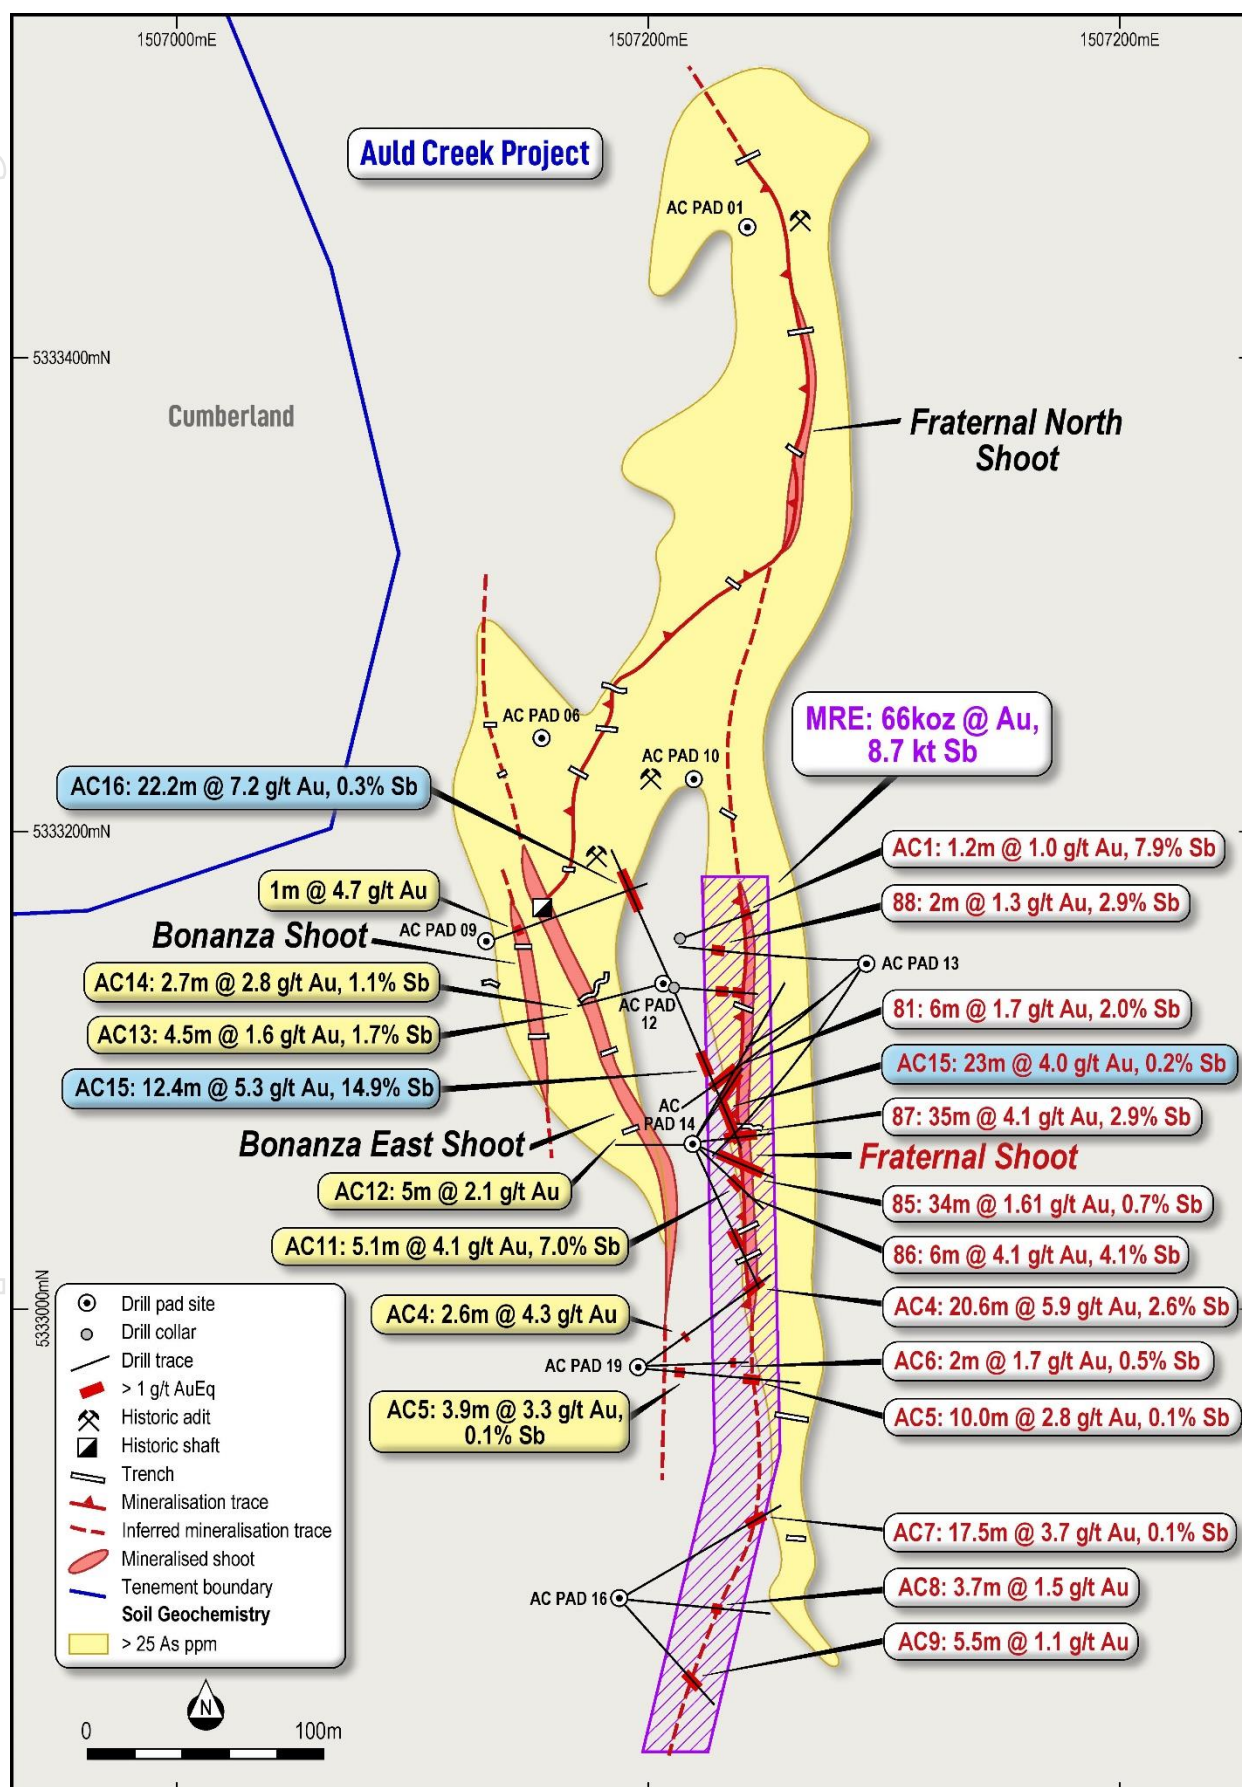 1507000mE
1507200mE
1507200mE
Auld Creek Project
AC PAD 01
5333400mN
Cumberland
Fraternal North
Shoot
AC PAD 06
AC PAD 10
MRE: 66koz @ Au,
8.7 kt Sb
AC16: 22.2m @ 7.2 g/t Au, 0.3% Sb
5333200mN
AC1: 1.2m @ 1.0 g/t Au, 7.9% Sb
1m @ 4.7 g/t Au
88: 2m @ 1.3 g/t Au, 2.9% Sb
AC PAD 09
Bonanza Shoot
AC PAD 13
AC14: 2.7m @ 2.8 g/t Au, 1.1% Sb
AC PAD
12
81: 6m @ 1.7 g/t Au, 2.0% Sb
AC13: 4.5m @ 1.6 g/t Au, 1.7% Sb
AC15: 23m @ 4.0 g/t Au, 0.2% Sb
AC15: 12.4m @ 5.3 g/t Au, 14.9% Sb
AC
PAD 14
87: 35m @ 4.1 g/t Au, 2.9% Sb
Bonanza East Shoot
Fraternal Shoot
AC12: 5m @ 2.1 g/t Au
85: 34m @ 1.61 g/t Au, 0.7% Sb
AC11: 5.1m @ 4.1 g/t Au, 7.0% Sb
86: 6m @ 4.1 g/t Au, 4.1% Sb
5333000mN
AC4: 2.6m @ 4.3 g/t Au
AC4: 20.6m @ 5.9 g/t Au, 2.6% Sb
AC PAD 19
AC6: 2m @ 1.7 g/t Au, 0.5% Sb
AC5: 3.9m @ 3.3 g/t Au,
0.1% Sb
AC5: 10.0m @ 2.8 g/t Au, 0.1% Sb
AC7: 17.5m @ 3.7 g/t Au, 0.1% Sb
AC PAD 16
AC8: 3.7m @ 1.5 g/t Au
AC9: 5.5m @ 1.1 g/t Au
Drill pad site
Drill collar
Drill trace
> 1 g/t AuEq
Historic adit
Historic shaft
Trench
Mineralisation trace
Inferred mineralisation trace
Mineralised shoot
Tenement boundary
Soil Geochemistry
> 25 As ppm
N
0
100m